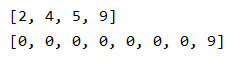 [2, 4, 5, 9]
[0, 0, 0, 0, 0, 0, 0, 9]